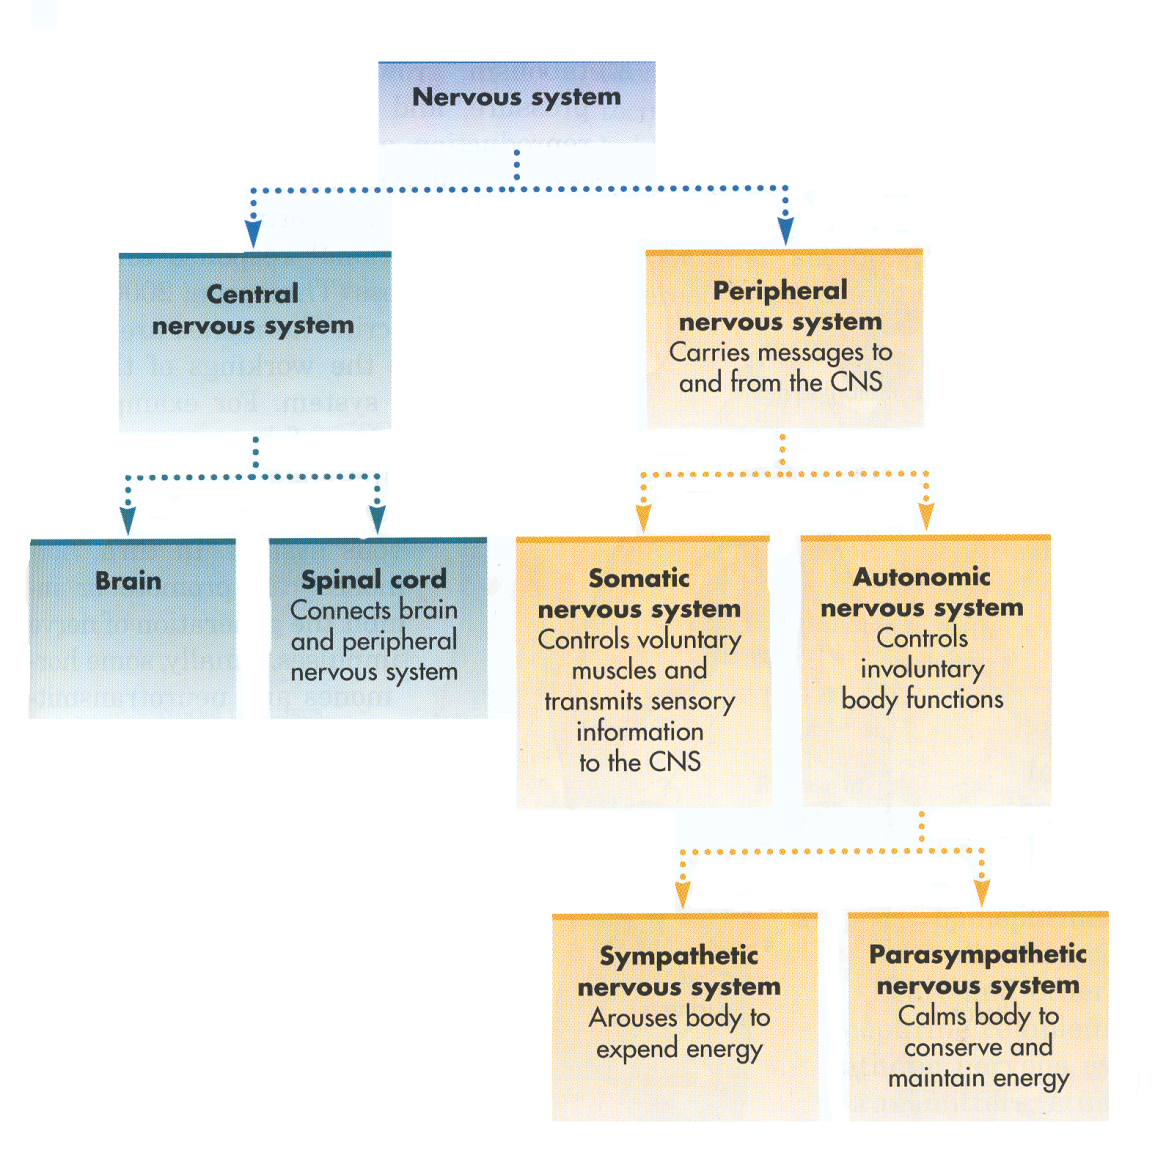 Nervous system
Central
nervous system
Peripheral
nervous system
Carries messages to
and from the CNS
Brain
Spinal cord
Connects brain
and peripheral
nervous system
Somatic
nervous system
Controls voluntary
muscles and
transmits sensory
information
to the CNS
Autonomic
nervous system
Controls
involuntary
body functions
Sympathetic
nervous system
Arouses body to
expend energy
Parasympathetic
nervous system
Calms body to
conserve and
maintain energy